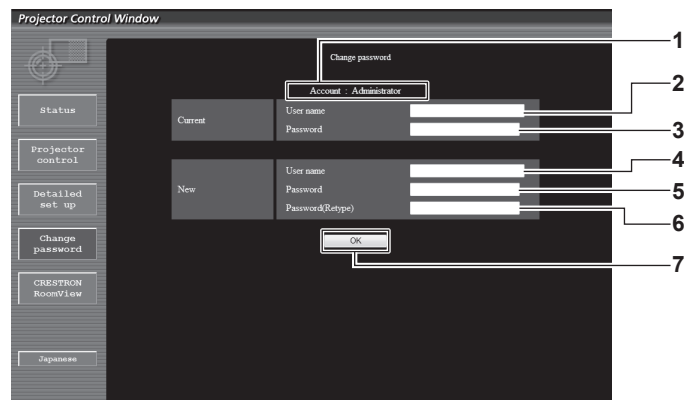 Projector Control Window
Change password
Account : Administrator
Current
User name
Password
New
User name
Password
Password(Retype)
OK
Status
Projector
control
Detailed
set up
Change
password
CRESTRON
RoomView
Japanese
1
2
3
4
5
6
7